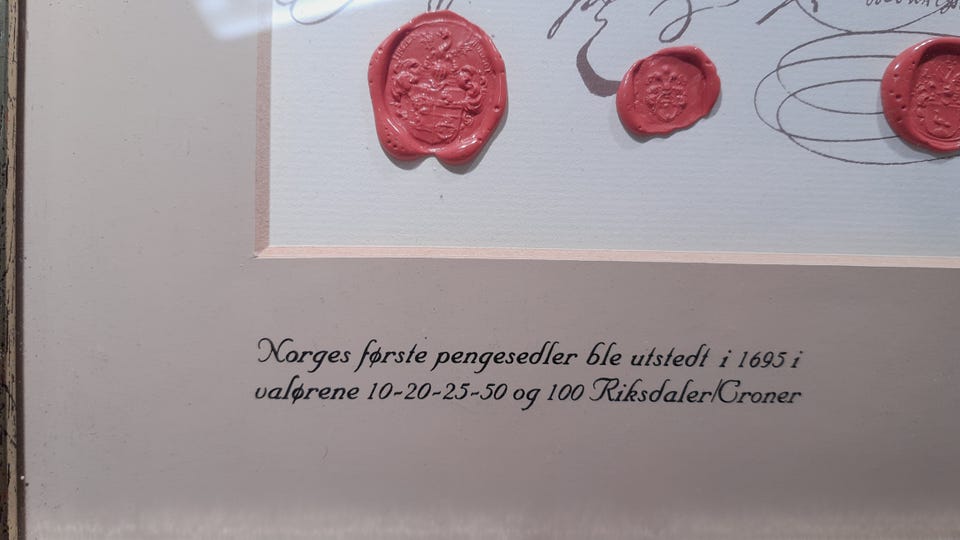 Norges første pengesedler ble utstedt i 1695 i
valørene 10-20-25-50 og 100 Riksdaler/Croner